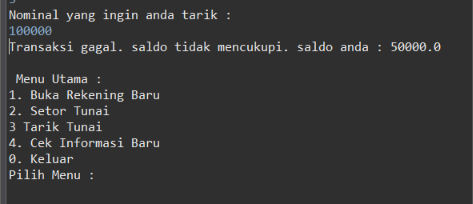 Nominal yang ingin anda tarik :
100000
Transaksi gagal. saldo tidak mencukupi. saldo anda : 50000.0
Menu Utama :
1. Buka Rekening Baru
2. Setor Tunai
3 Tarik Tunai
4. Cek Informasi Baru
0. Keluar
Pilih Menu :